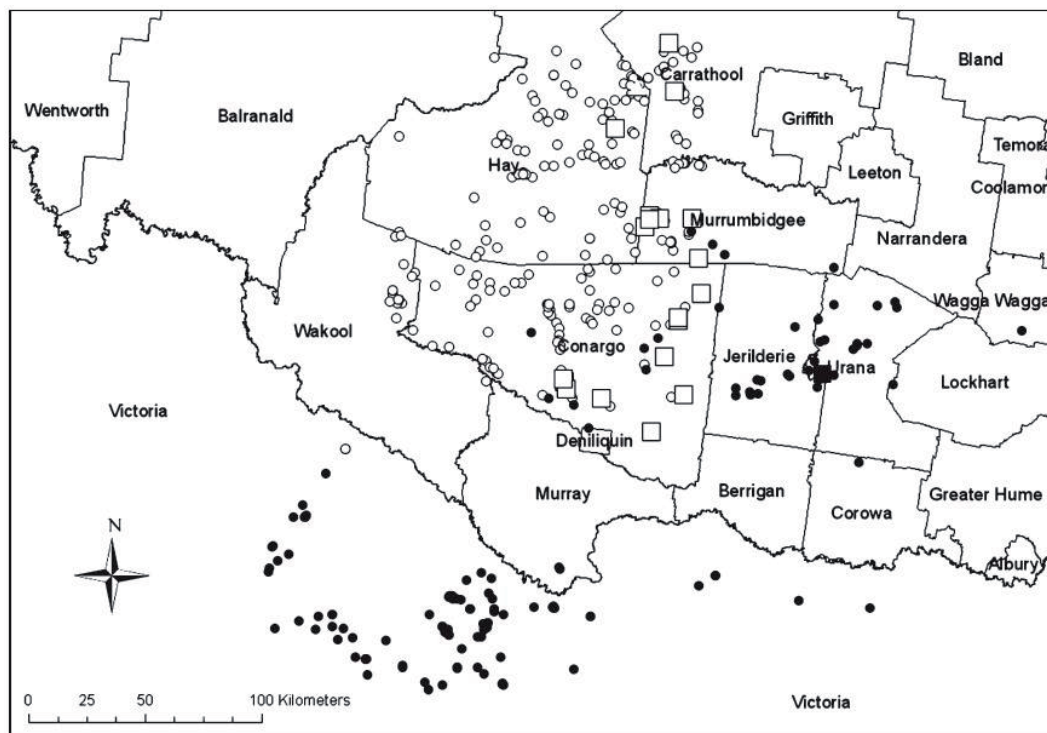 Bland
Carrathool
Wentworth
Balranald
Griffith
Temora
Hay
Leeton
Coolamon
Murrumbidgee
Narrandera
Wagga Wagga
Wakool
Conargo
Jerilderie
Urana
Lockhart
Victoria
Deniliquin
Murray
Berrigan
Greater Hume
Corowa
N
Albury
0 25 50 100 Kilometers
Victoria